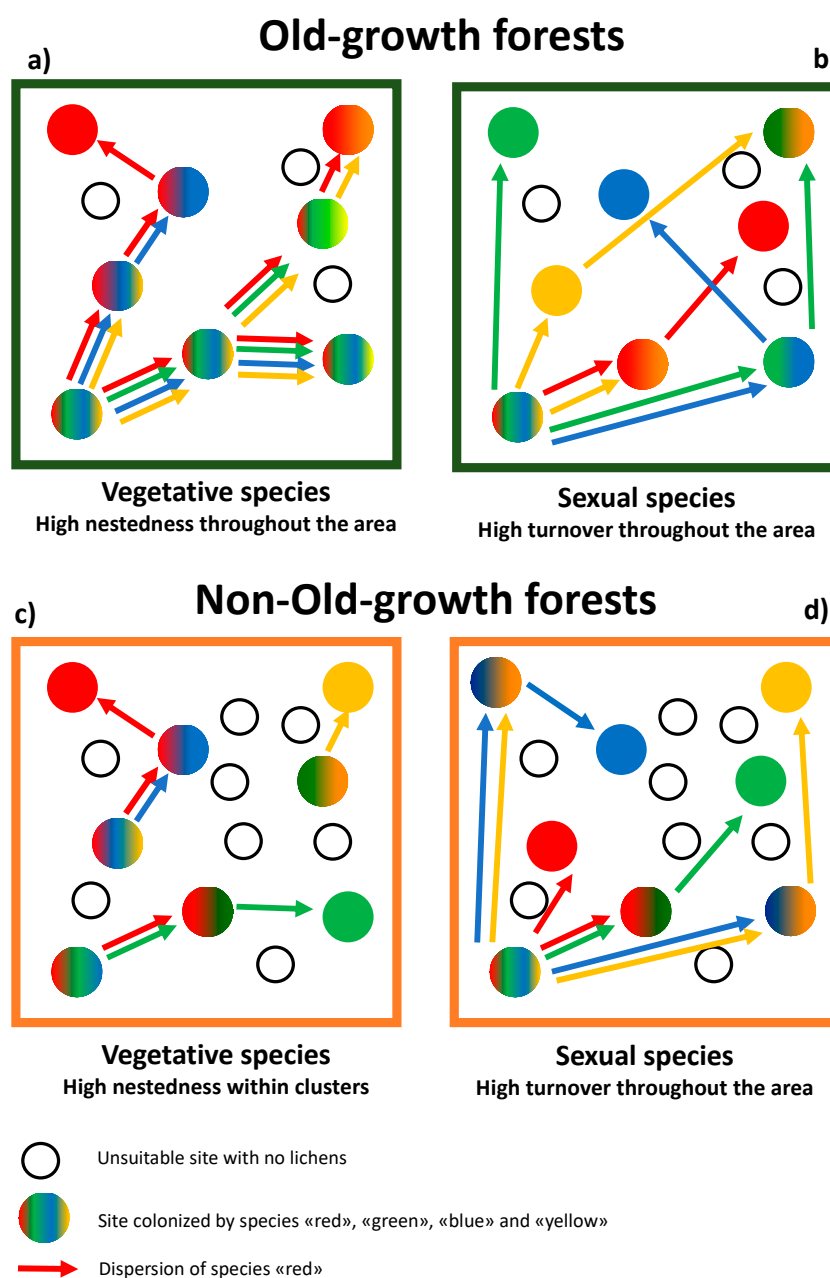 Old-growth forests
a)
b)
Vegetative species
High nestedness throughout the area
Sexual species
High turnover throughout the area
Non-Old-growth forests
c)
d)
Vegetative species
High nestedness within clusters
Sexual species
High turnover throughout the area
Unsuitable site with no lichens
Site colonized by species «red», «green», «blue» and «yellow»
Dispersion of species «red»